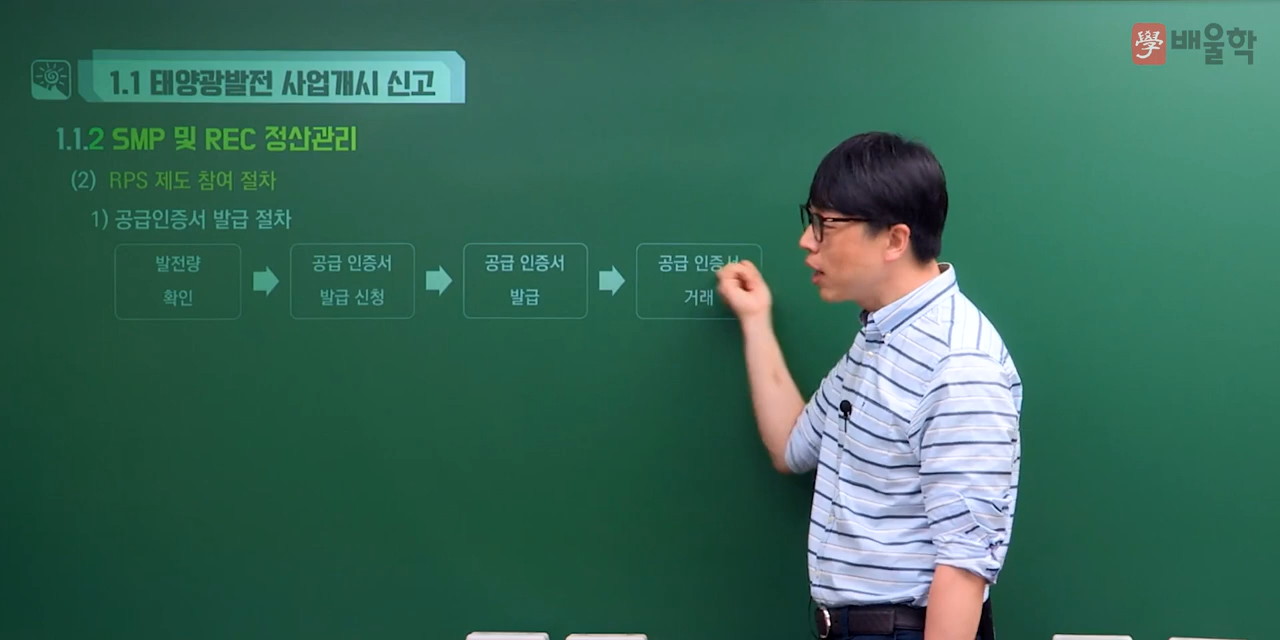 學 배울학
1.1 태양광발전 사업개시 신고
1.1.2 SMP 및 REC 정산관리
(2) RPS 제도 참여 절차
1) 공급인증서 발급 절차
발전량
확인
공급 인증서
발급 신청
공급 인증서
발급
공급 인증서
거래